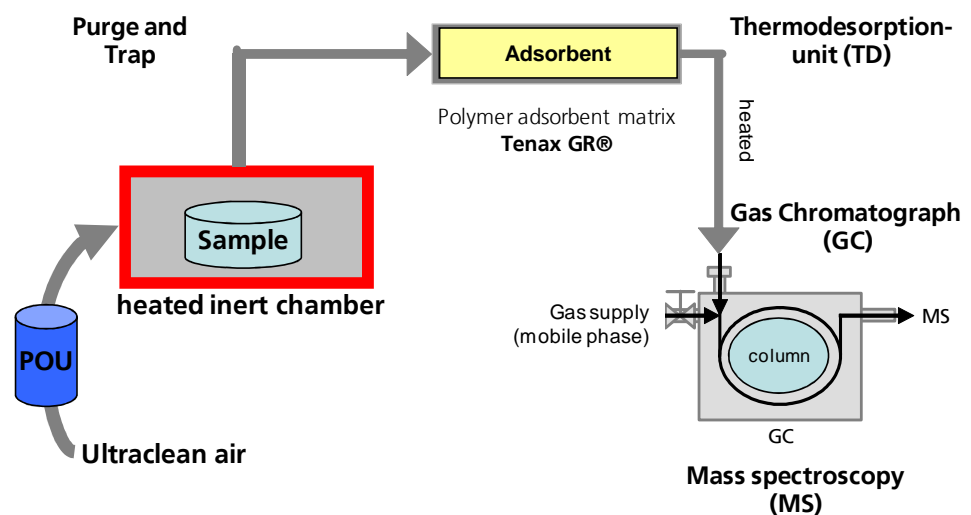 Purge and
Trap
Adsorbent
Thermodesorption-
unit (TD)
Polymer adsorbent matrix
Tenax GR®
heated
Sample
heated inert chamber
Gas Chromatograph
(GC)
Gas supply
(mobile phase)
MS
column
POU
GC
Ultraclean air
Mass spectroscopy
(MS)